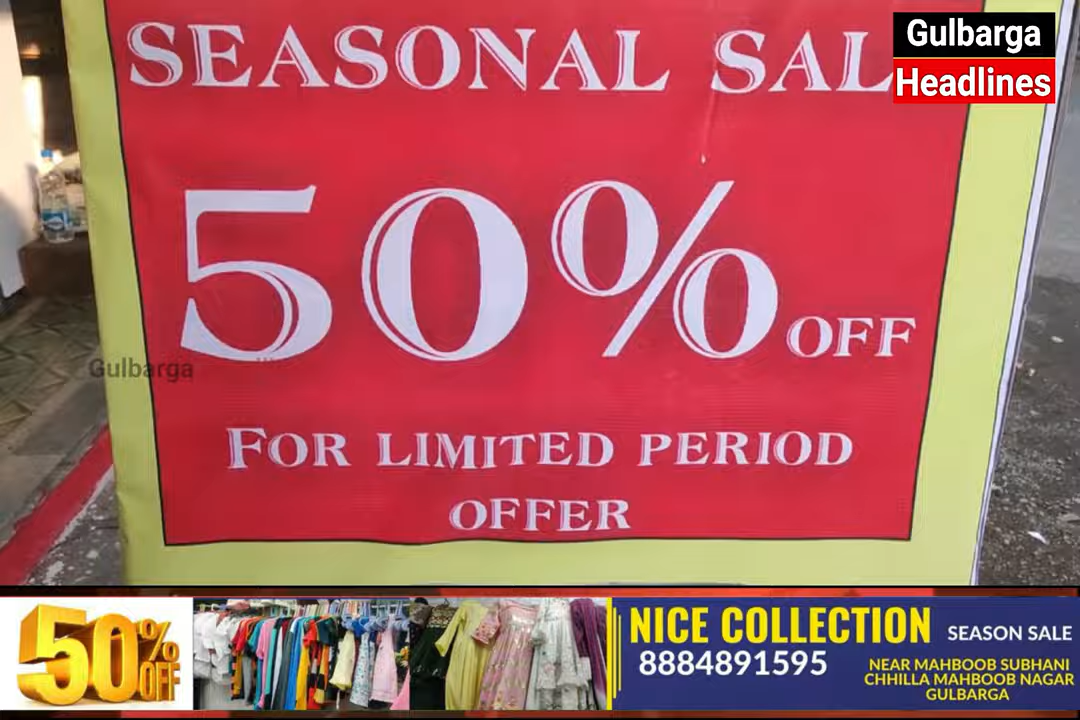 SEASONAL SAL
Gulbarga
Headlines
50% OFF
Gulbarga
FOR LIMITED PERIOD
OFFER
50% OFF
NICE COLLECTION SEASON SALE
8884891595
NEAR MAHBOOB SUBHANI
CHHILLA MAHBOOB NAGAR
GULBARGA